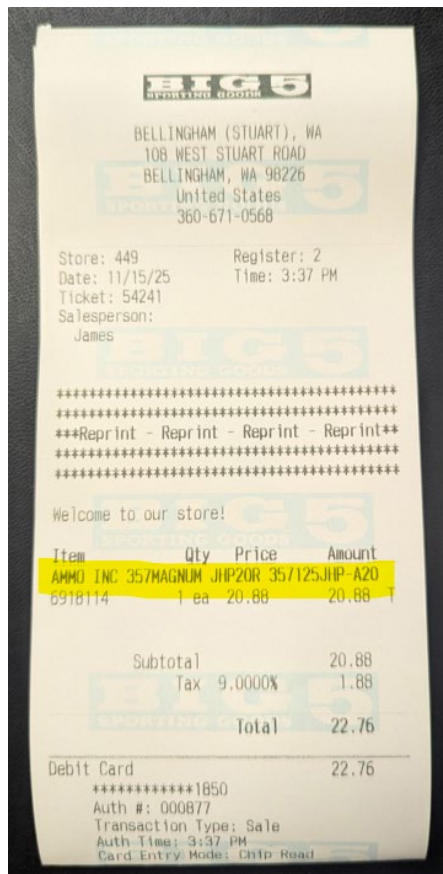 BIG 5
SPORTING GOODS
BELLINGHAM (STUART), WA
108 WEST STUART ROAD
BELLINGHAM, WA 98226
United States
360-671-0568
Store: 449 Register: 2
Date: 11/15/25 Time: 3:37 PM
Ticket: 54241
Salesperson:
James
*******************************************
*******************************************
***Reprint - Reprint - Reprint - Reprint**
*******************************************
*******************************************
Welcome to our store!
Item Qty Price Amount
AMMO INC 357MAGNUM JHP20R 357125JHP-A20
6918114 1 ea 20.88 20.88 T
Subtotal 20.88
Tax 9.0000% 1.88
Total 22.76
Debit Card 22.76
************1850
Auth #: 000877
Transaction Type: Sale
Auth Time: 3:37 PM
Card Entry Mode: Chip Read